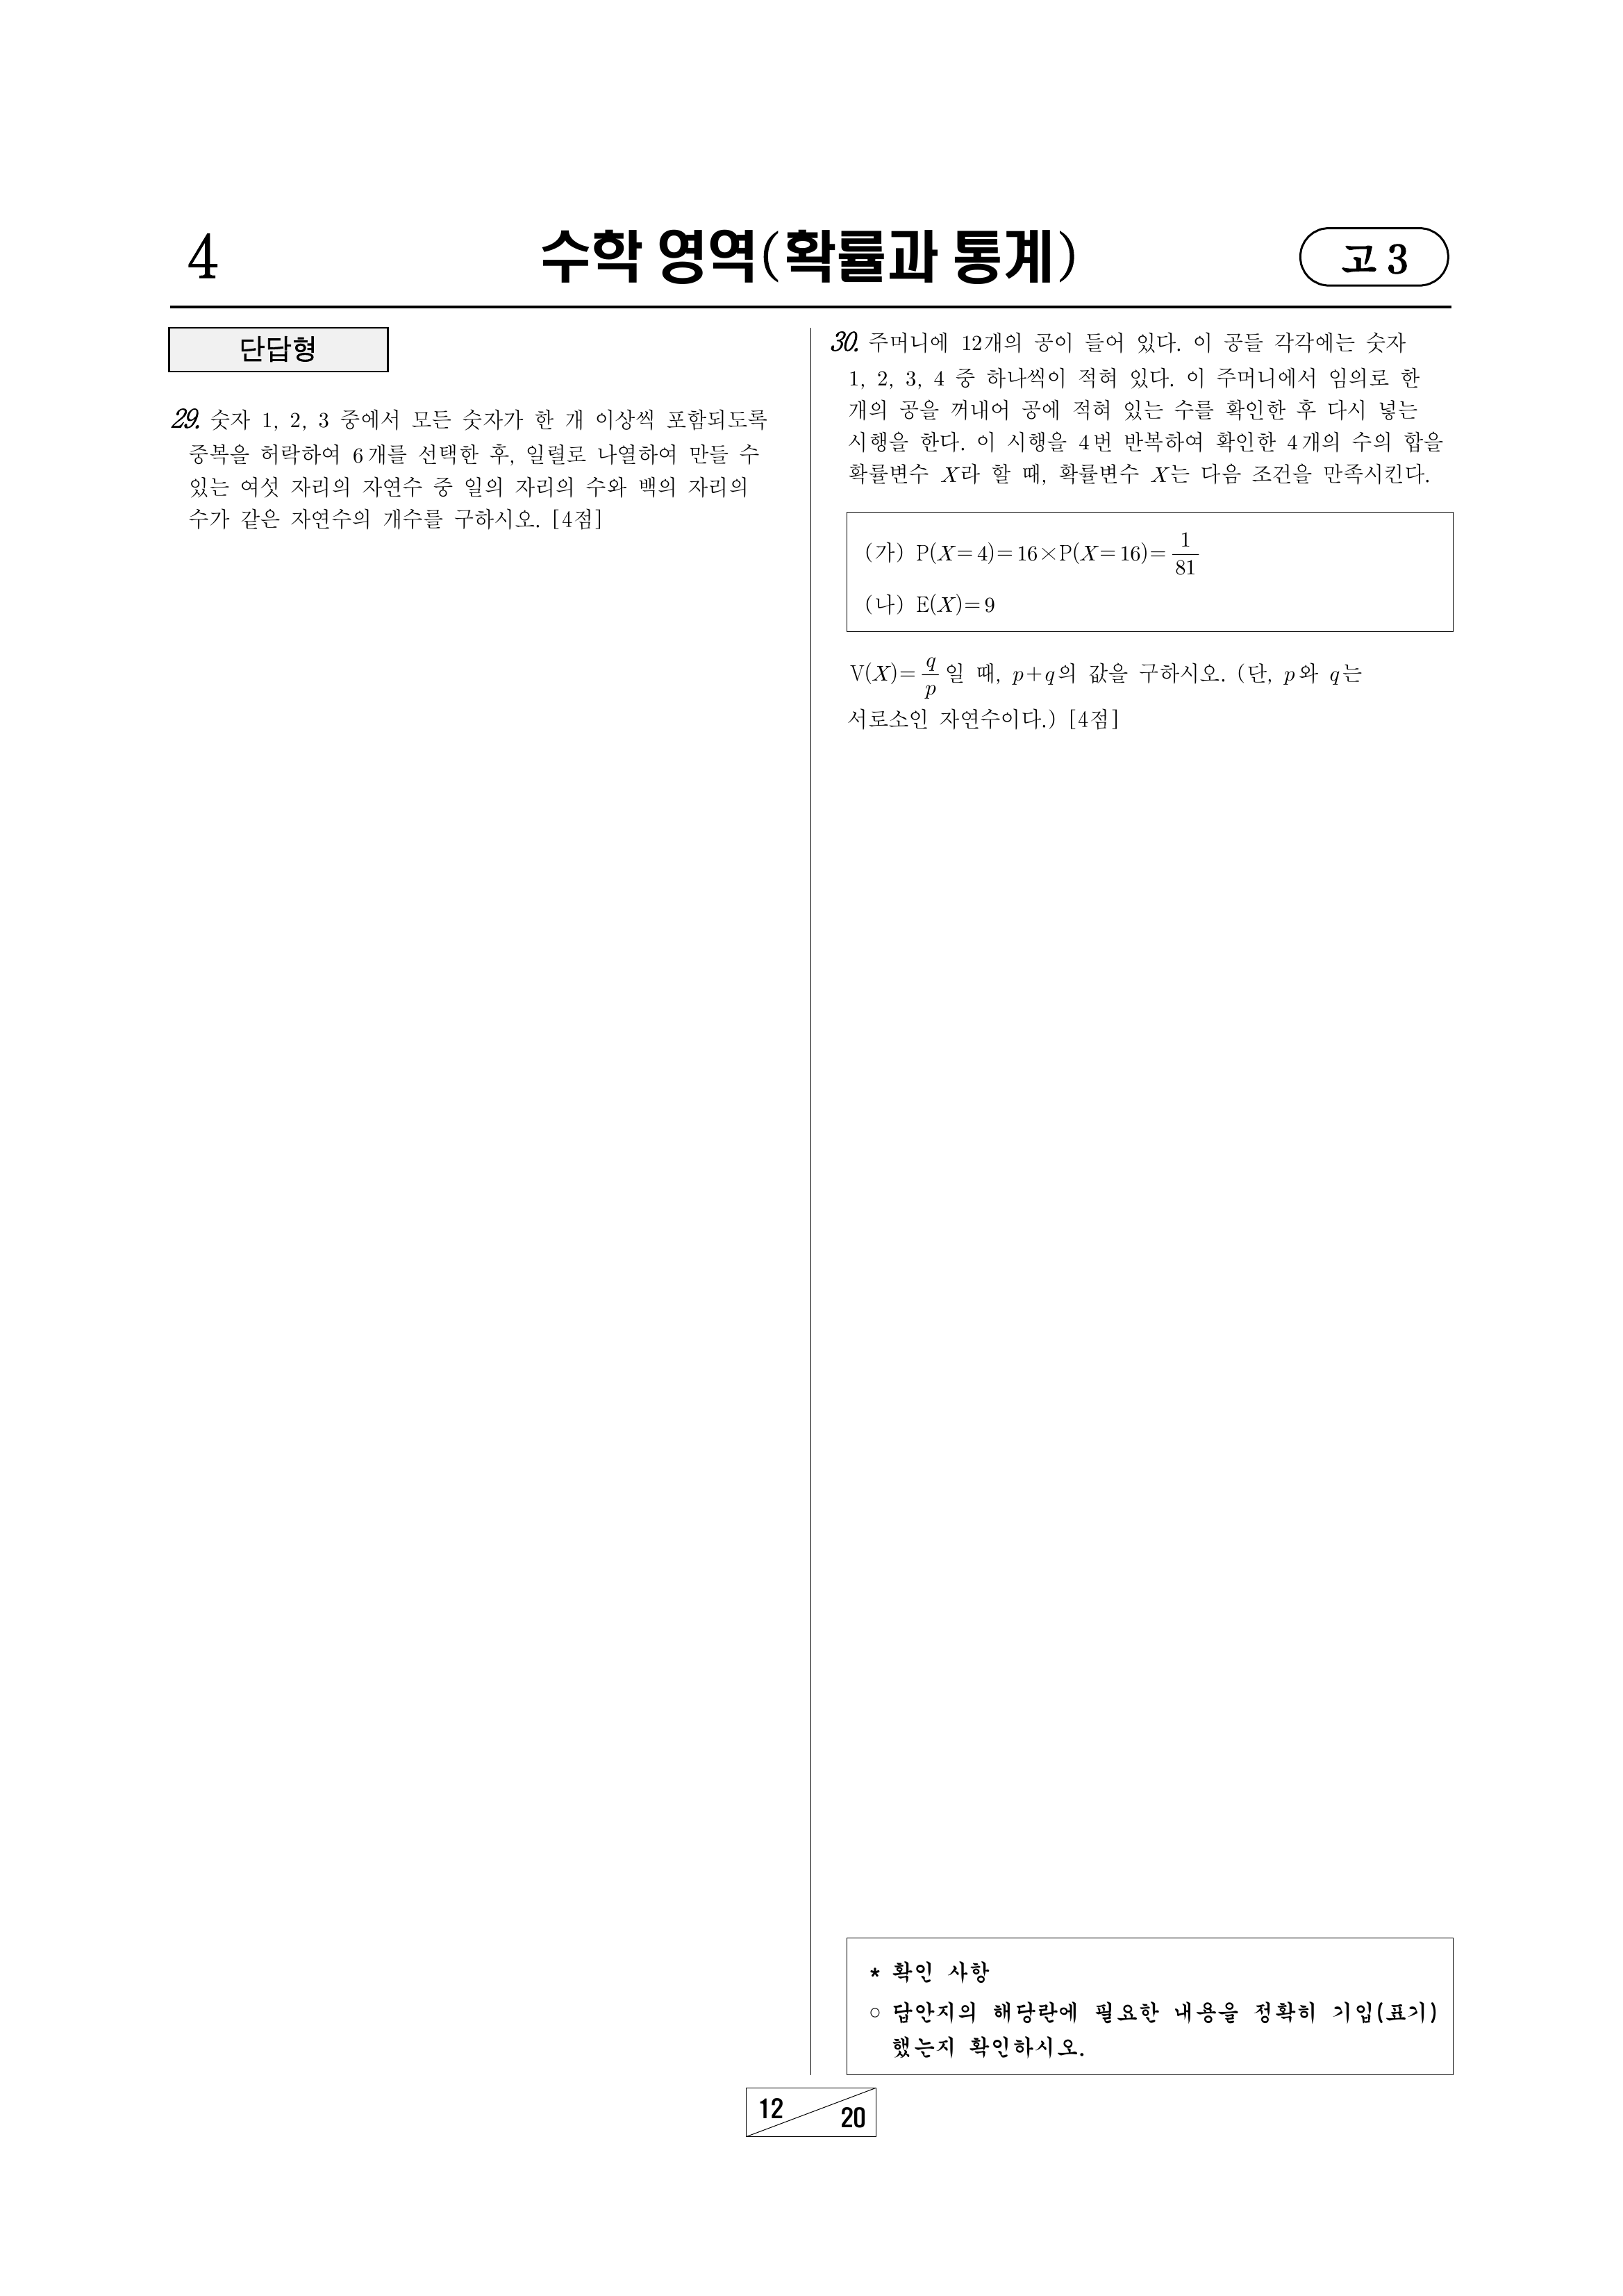 4
수학 영역(확률과 통계)
고 3
단답형
29. 숫자 1, 2, 3 중에서 모든 숫자가 한 개 이상씩 포함되도록
중복을 허락하여 6개를 선택한 후, 일렬로 나열하여 만들 수
있는 여섯 자리의 자연수 중 일의 자리의 수와 백의 자리의
수가 같은 자연수의 개수를 구하시오. [4점]
30. 주머니에 12개의 공이 들어 있다. 이 공들 각각에는 숫자
1, 2, 3, 4 중 하나씩이 적혀 있다. 이 주머니에서 임의로 한
개의 공을 꺼내어 공에 적혀 있는 수를 확인한 후 다시 넣는
시행을 한다. 이 시행을 4번 반복하여 확인한 4개의 수의 합을
확률변수 X라 할 때, 확률변수 X는 다음 조건을 만족시킨다.
(가) P(X=4)=16×P(X=16)=1/81
(나) E(X)=9
V(X)=q/p 일 때, p+q의 값을 구하시오. (단, p와 q는
서로소인 자연수이다.) [4점]
* 확인 사항
○ 답안지의 해당란에 필요한 내용을 정확히 기입(표기)
했는지 확인하시오.
12
20